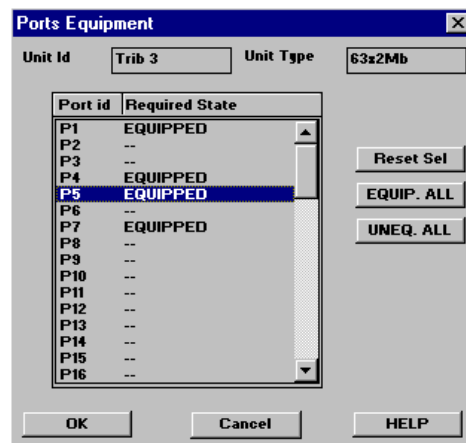 Ports Equipment
Unit Id Trib 3 Unit Type 63x2Mb
Port id Required State
P1 EQUIPPED
P2 --
P3 --
P4 EQUIPPED
P5 EQUIPPED
P6 --
P7 EQUIPPED
P8 --
P9 --
P10 --
P11 --
P12 --
P13 --
P14 --
P15 --
P16 --
Reset Sel
EQUIP. ALL
UNEQ. ALL
OK Cancel HELP